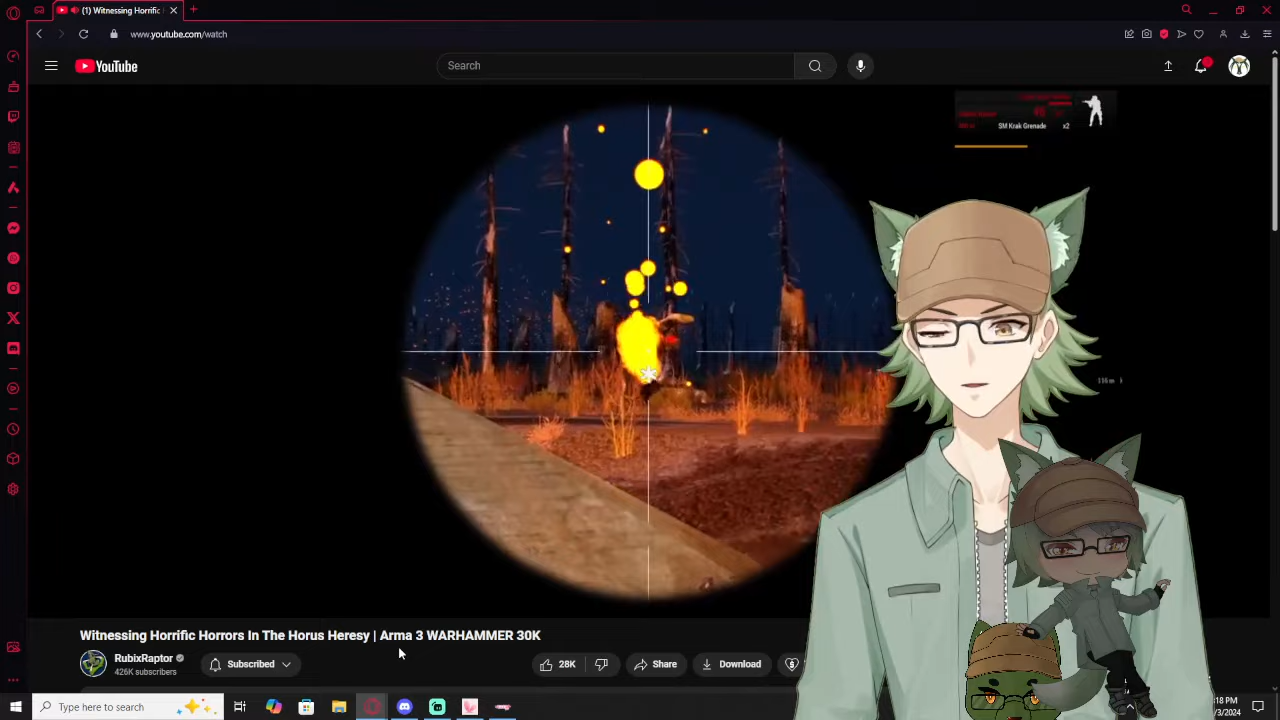 (1) Witnessing Horrific
www.youtube.com/watch
YouTube
Search
SM Krak Grenade x2
Witnessing Horrific Horrors In The Horus Heresy | Arma 3 WARHAMMER 30K
RubixRaptor
426K subscribers
Subscribed
28K
Share
Download
Type here to search